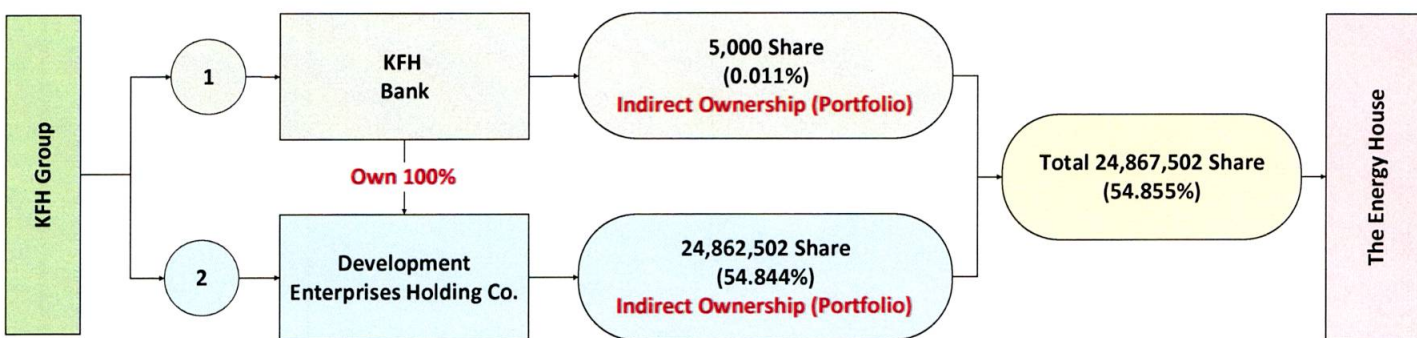 KFH Group
1
KFH
Bank
5,000 Share
(0.011%)
Indirect Ownership (Portfolio)
Own 100%
2
Development
Enterprises Holding Co.
24,862,502 Share
(54.844%)
Indirect Ownership (Portfolio)
Total 24,867,502 Share
(54.855%)
The Energy House